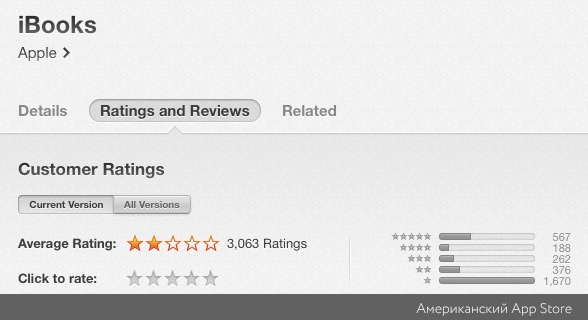 iBooks
Apple
Details Ratings and Reviews Related
Customer Ratings
Current Version All Versions
Average Rating: 3,063 Ratings
Click to rate:
567
188
262
376
1,670
Американский App Store